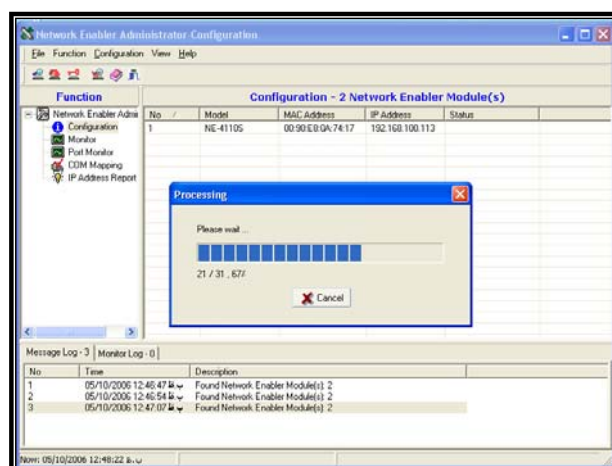 Network Enabler Administrator-Configuration
File Function Configuration View Help
Function
Configuration - 2 Network Enabler Module(s)
Network Enabler Admi
Configuration
Monitor
Port Monitor
COM Mapping
IP Address Report
No / Model MAC Address IP Address Status
1 NE-4110S 00:90:E8:0A:74:17 192.168.100.113
Processing
Please wait ...
21 / 31 , 67%
Cancel
Message Log - 3 Monitor Log - 0
No Time Description
1 05/10/2006 12:46:47 ب.ظ Found Network Enabler Module(s): 2
2 05/10/2006 12:46:54 ب.ظ Found Network Enabler Module(s): 2
3 05/10/2006 12:47:07 ب.ظ Found Network Enabler Module(s): 2
Now: 05/10/2006 12:48:22 ب.ظ